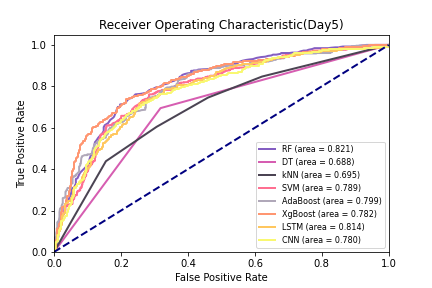 Receiver Operating Characteristic(Day5)
True Positive Rate
1.0
0.8
0.6
0.4
0.2
0.0
RF (area = 0.821)
DT (area = 0.688)
kNN (area = 0.695)
SVM (area = 0.789)
AdaBoost (area = 0.799)
XgBoost (area = 0.782)
LSTM (area = 0.814)
CNN (area = 0.780)
0.0 0.2 0.4 0.6 0.8 1.0
False Positive Rate